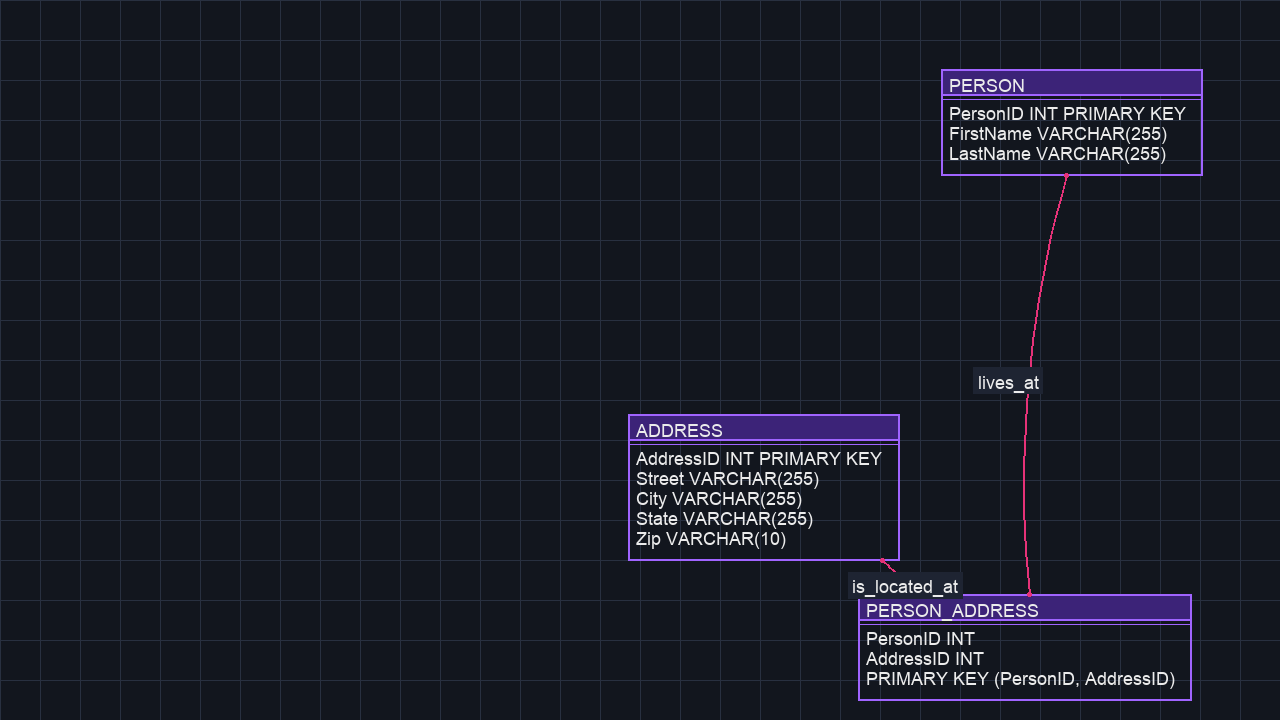 PERSON
PersonID INT PRIMARY KEY
FirstName VARCHAR(255)
LastName VARCHAR(255)
lives_at
ADDRESS
AddressID INT PRIMARY KEY
Street VARCHAR(255)
City VARCHAR(255)
State VARCHAR(255)
Zip VARCHAR(10)
is_located_at
PERSON_ADDRESS
PersonID INT
AddressID INT
PRIMARY KEY (PersonID, AddressID)